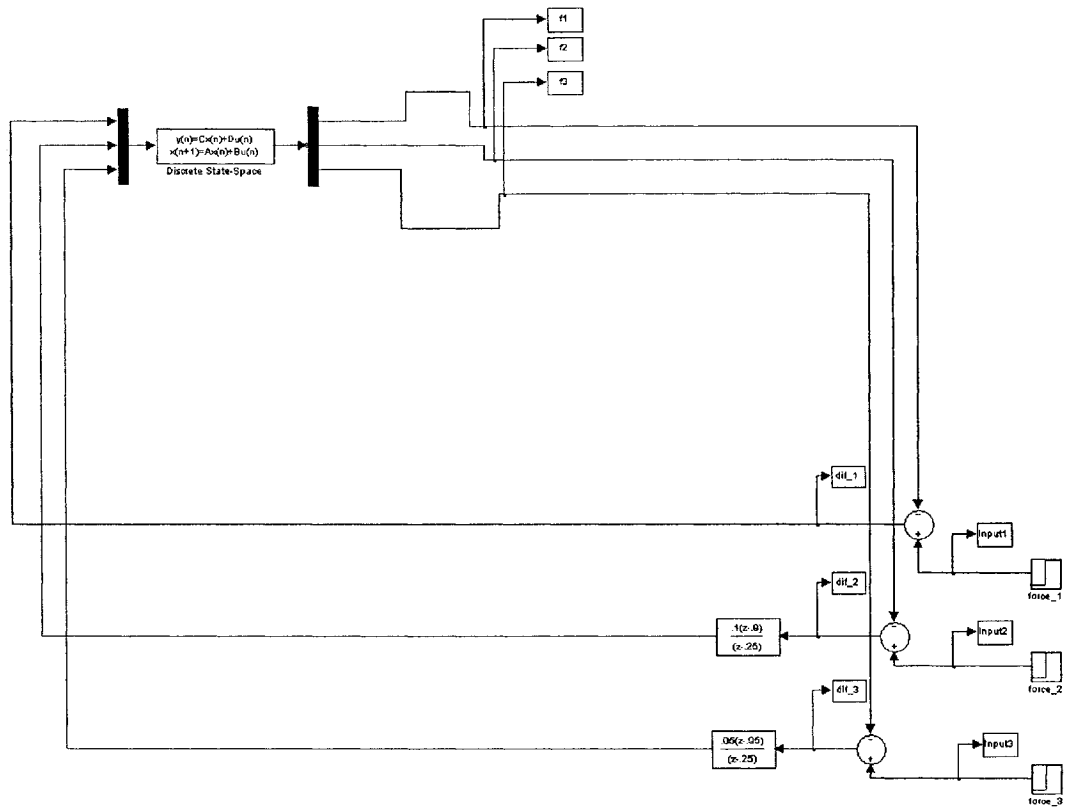 f1
f2
f3
y(n)=Cx(n)+Du(n)
x(n+1)=Ax(n)+Bu(n)
Discrete State-Space
dif_1
Input1
force_1
dif_2
.1(z-.9)
(z-.25)
Input2
force_2
dif_3
.05(z-.95)
(z-.25)
Input3
force_3